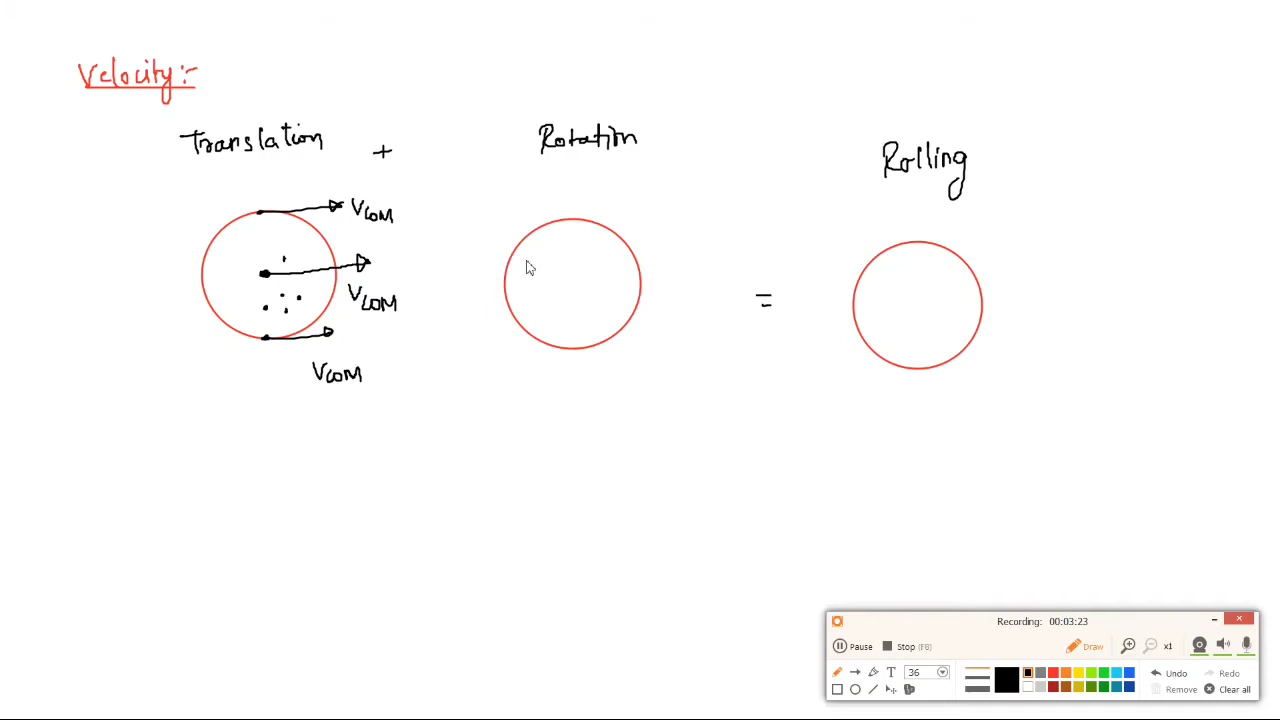 Velocity :-
Translation + Rotation
Rolling
VCOM
VCOM
=
VCOM
Recording: 00:03:23
Pause Stop (F6) Draw x1
T 36 Undo Redo
Remove Clear all